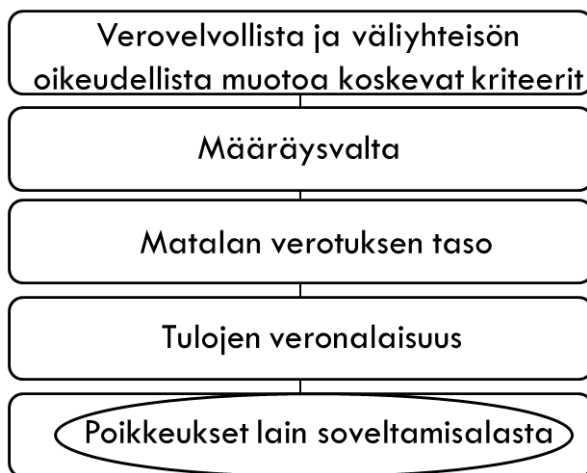 Verovelvollista ja väliyhteisön
oikeudellista muotoa koskevat kriteerit
Määräysvalta
Matalan verotuksen taso
Tulojen veronalaisuus
Poikkeukset lain soveltamisalasta